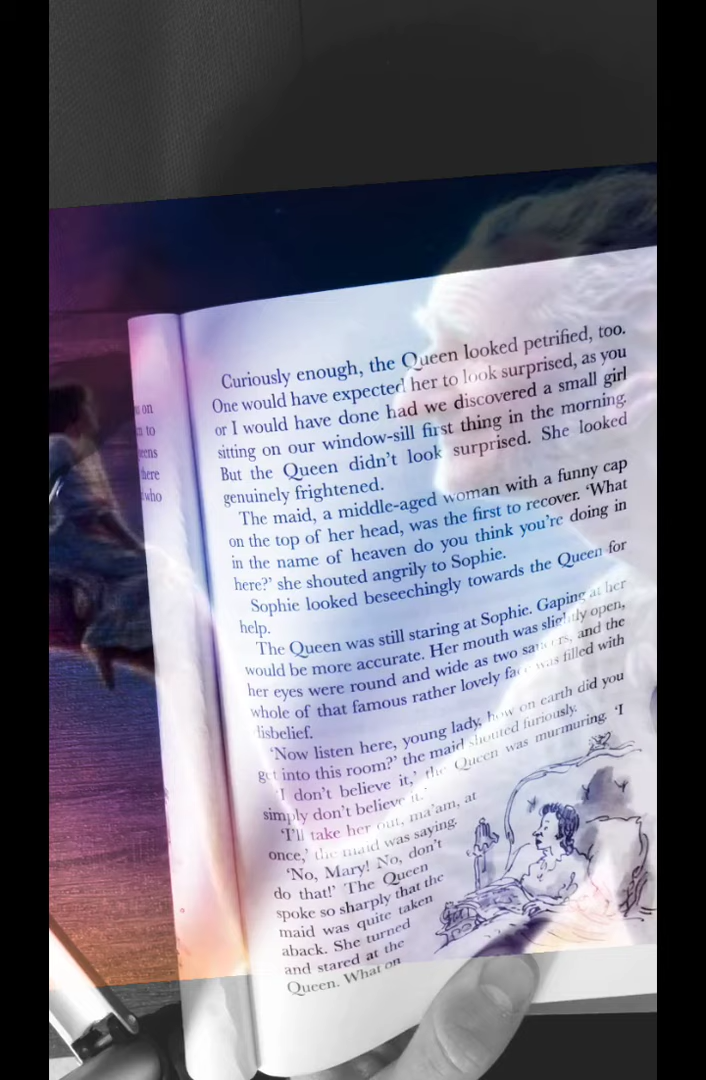 s on
n to
eens
here
who
Curiously enough, the Queen looked petrified, too.
One would have expected her to look surprised, as you
or I would have done had we discovered a small girl
sitting on our window-sill first thing in the morning.
But the Queen didn't look surprised. She looked
genuinely frightened.
The maid, a middle-aged woman with a funny cap
on the top of her head, was the first to recover. 'What
in the name of heaven do you think you're doing in
here?' she shouted angrily to Sophie.
Sophie looked beseechingly towards the Queen for
help.
The Queen was still staring at Sophie. Gaping at her
would be more accurate. Her mouth was slightly open,
her eyes were round and wide as two saucers, and the
whole of that famous rather lovely face was filled with
disbelief.
'Now listen here, young lady, how on earth did you
get into this room?' the maid shouted furiously.
'I don't believe it,' the Queen was murmuring. 'I
simply don't believe it.'
'I'll take her out, ma'am, at
once,' the maid was saying.
'No, Mary! No, don't
do that!' The Queen
spoke so sharply that the
maid was quite taken
aback. She turned
and stared at the
Queen. What on